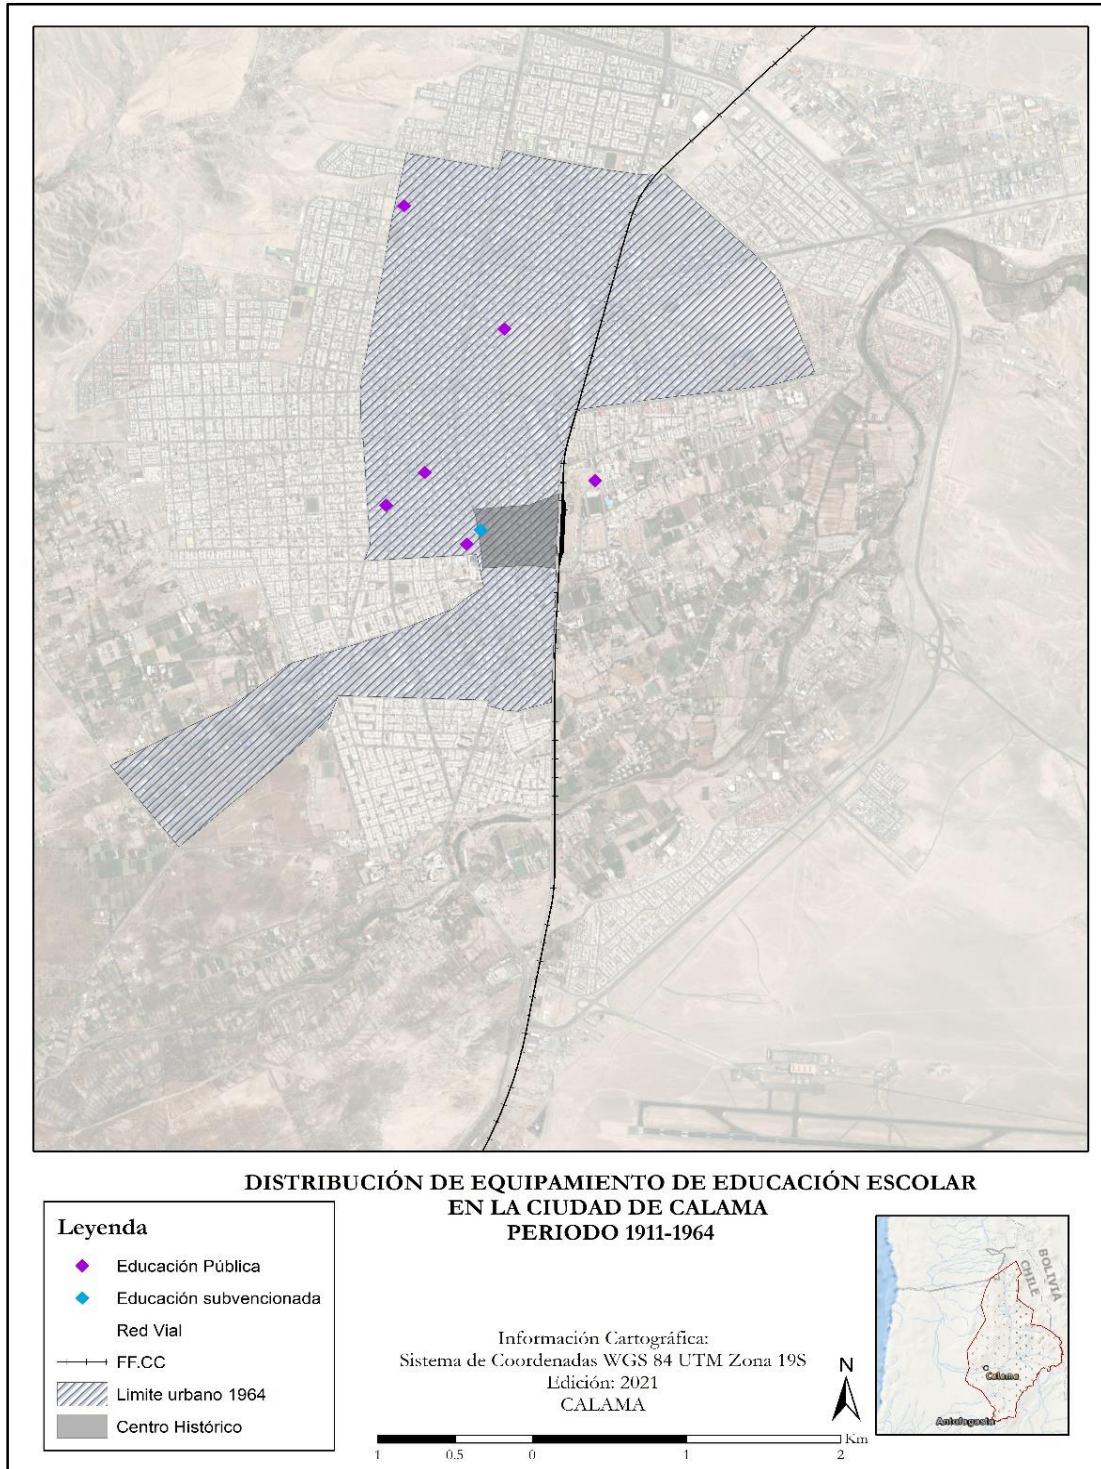 DISTRIBUCIÓN DE EQUIPAMIENTO DE EDUCACIÓN ESCOLAR
EN LA CIUDAD DE CALAMA
PERIODO 1911-1964
Leyenda
Educación Pública
Educación subvencionada
Red Vial
FF.CC
Limite urbano 1964
Centro Histórico
Información Cartográfica:
Sistema de Coordenadas WGS 84 UTM Zona 19S
Edición: 2021
CALAMA
N
1 0.5 0 1 2 Km
BOLIVIA
CHILE
Calama
Antofagasta